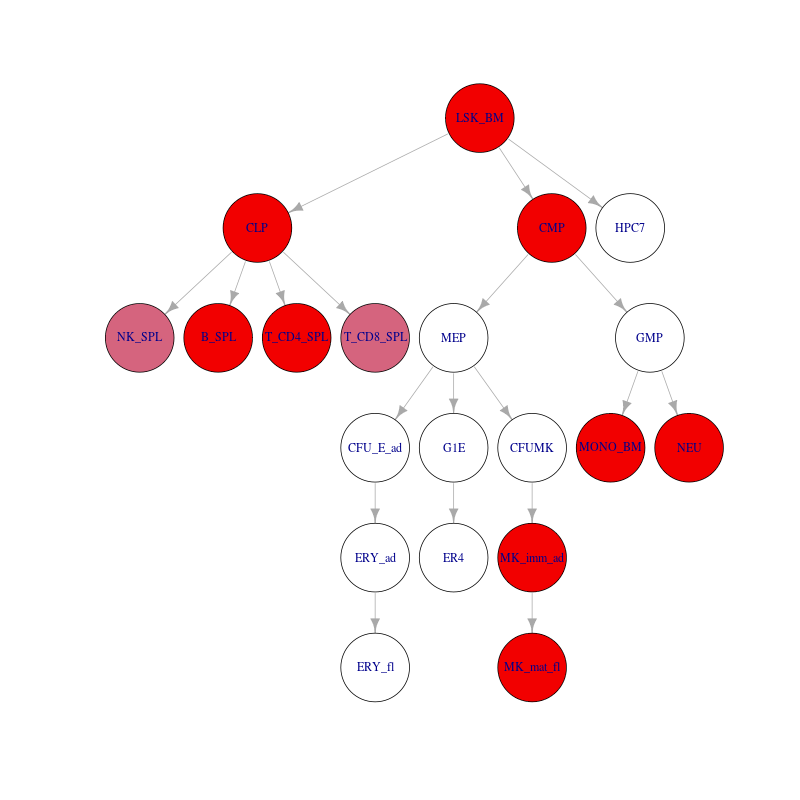 LSK_BM
CLP
CMP
HPC7
NK_SPL
B_SPL
T_CD4_SPL
T_CD8_SPL
MEP
GMP
CFU_E_ad
G1E
CFUMK
MONO_BM
NEU
ERY_ad
ER4
MK_imm_ad
ERY_fl
MK_mat_fl